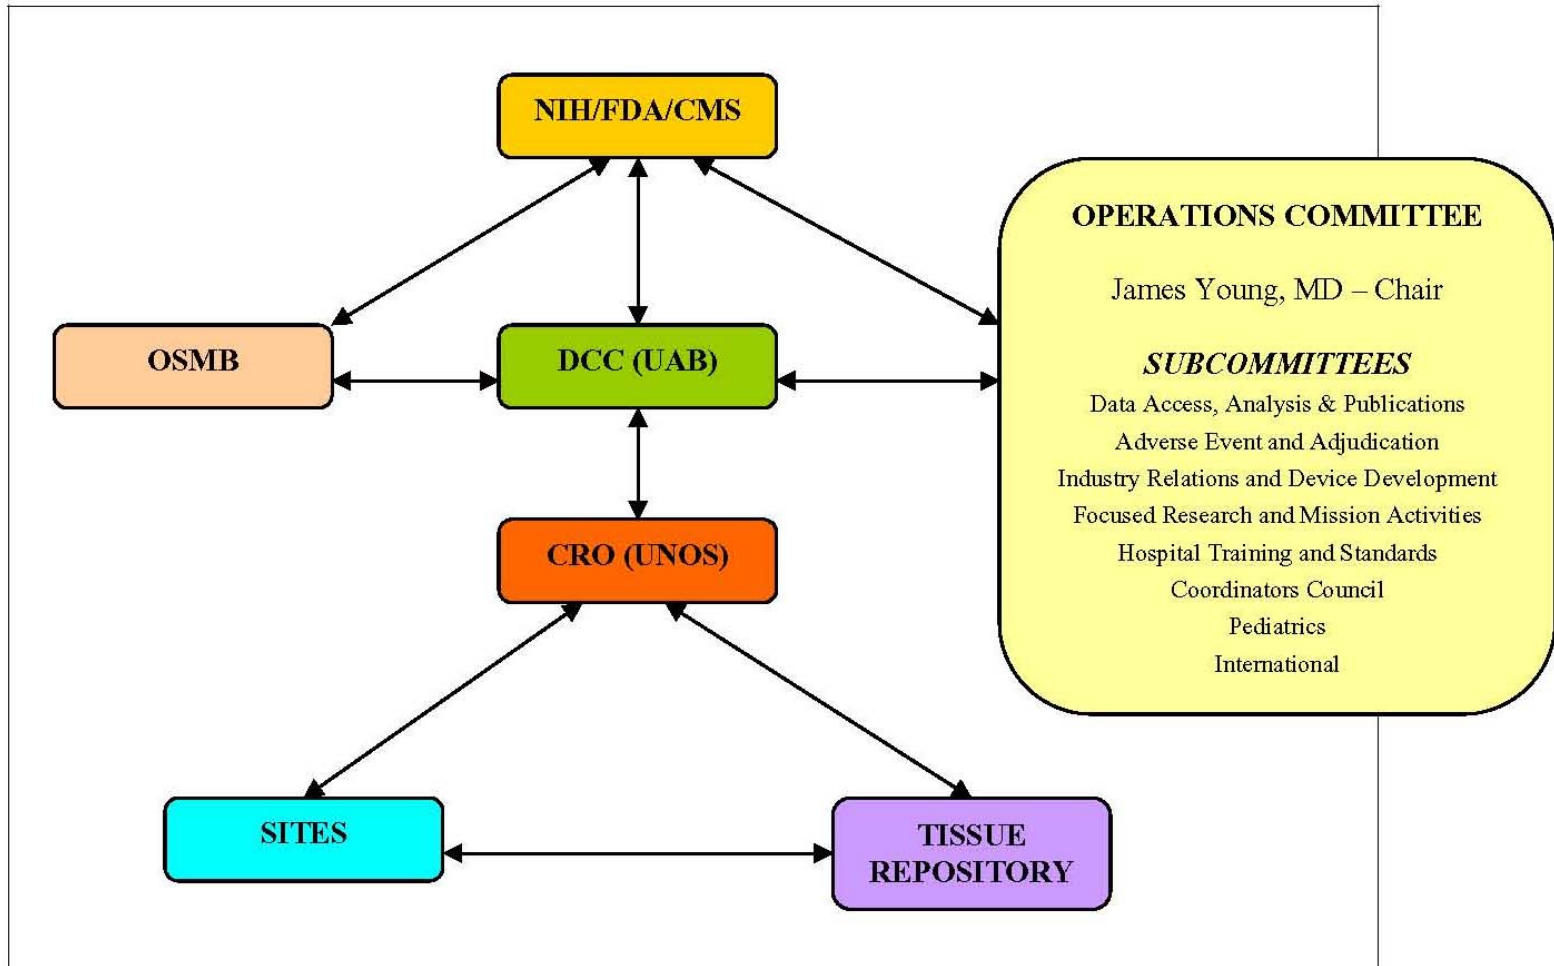 NIH/FDA/CMS
OPERATIONS COMMITTEE
James Young, MD – Chair
SUBCOMMITTEES
Data Access, Analysis & Publications
Adverse Event and Adjudication
Industry Relations and Device Development
Focused Research and Mission Activities
Hospital Training and Standards
Coordinators Council
Pediatrics
International
OSMB
DCC (UAB)
CRO (UNOS)
SITES
TISSUE
REPOSITORY